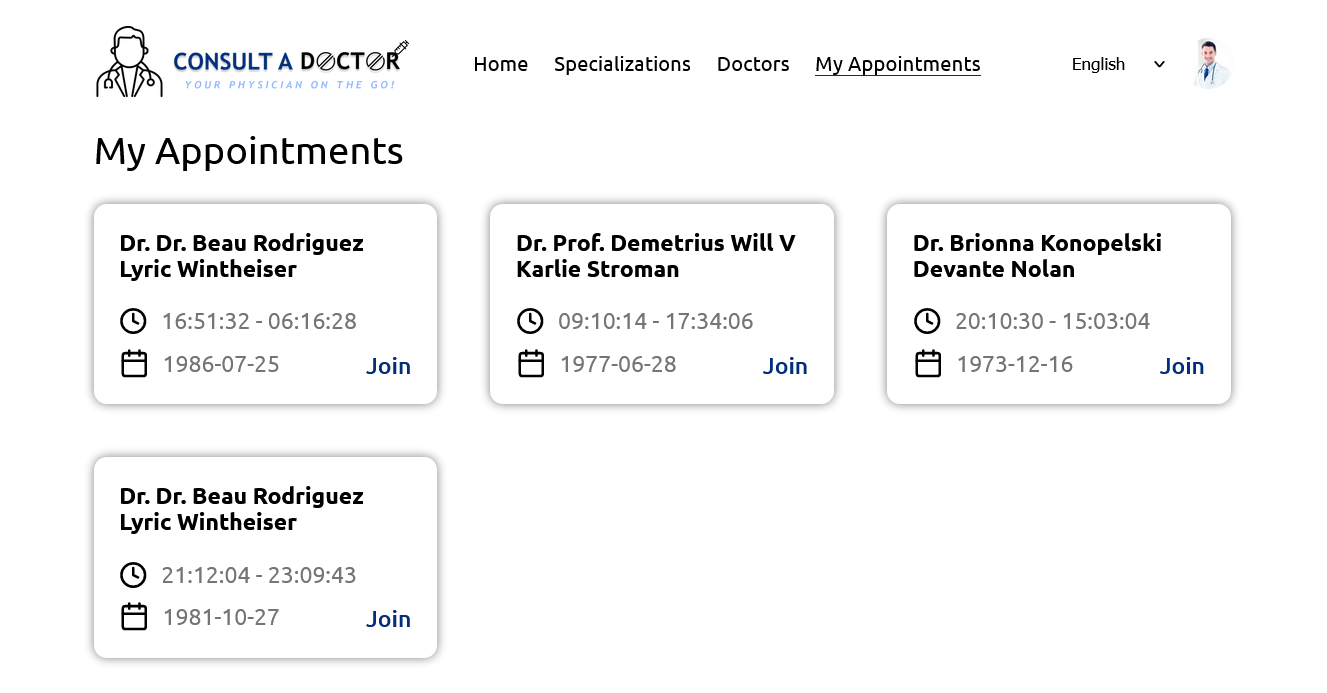 CONSULT A DOCTOR
YOUR PHYSICIAN ON THE GO!
Home Specializations Doctors My Appointments English
My Appointments
Dr. Dr. Beau Rodriguez
Lyric Wintheiser
16:51:32 - 06:16:28
1986-07-25 Join
Dr. Prof. Demetrius Will V
Karlie Stroman
09:10:14 - 17:34:06
1977-06-28 Join
Dr. Brionna Konopelski
Devante Nolan
20:10:30 - 15:03:04
1973-12-16 Join
Dr. Dr. Beau Rodriguez
Lyric Wintheiser
21:12:04 - 23:09:43
1981-10-27 Join